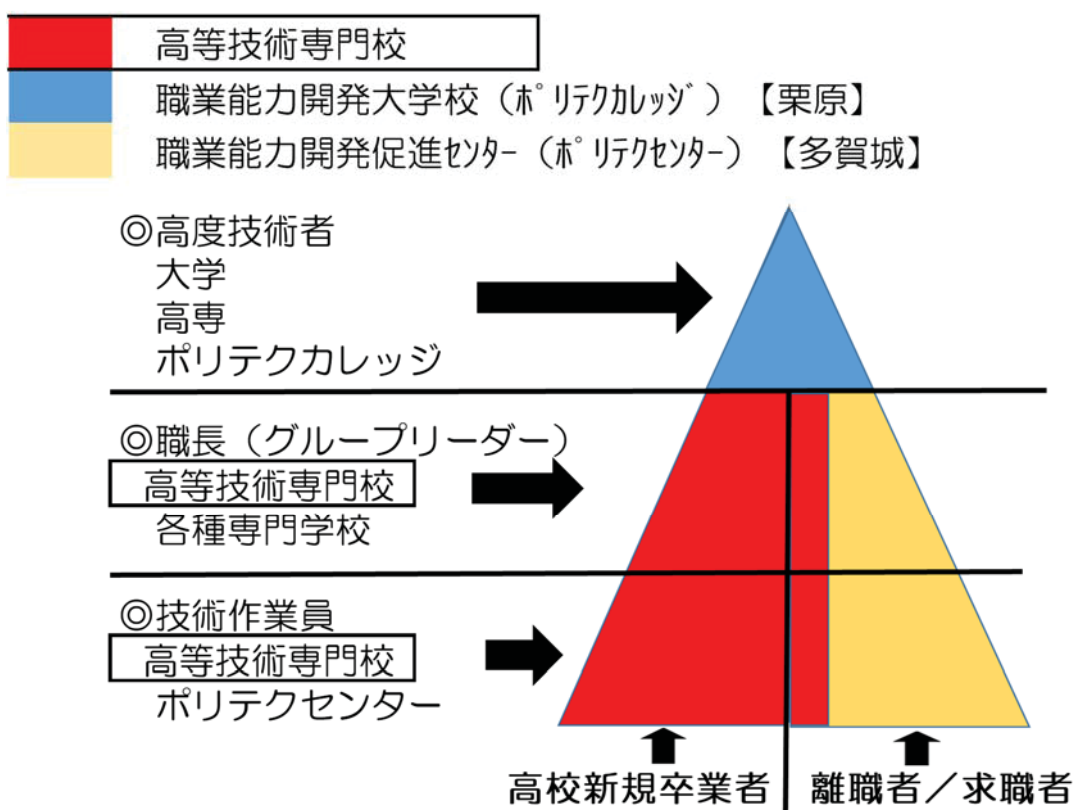 高等技術専門校
職業能力開発大学校（ﾎﾟﾘﾃｸｶﾚｯｼﾞ）【栗原】
職業能力開発促進ｾﾝﾀｰ（ﾎﾟﾘﾃｸｾﾝﾀｰ）【多賀城】
◎高度技術者
大学
高専
ポリテクカレッジ
◎職長（グループリーダー）
高等技術専門校
各種専門学校
◎技術作業員
高等技術専門校
ポリテクセンター
高校新規卒業者
離職者／求職者